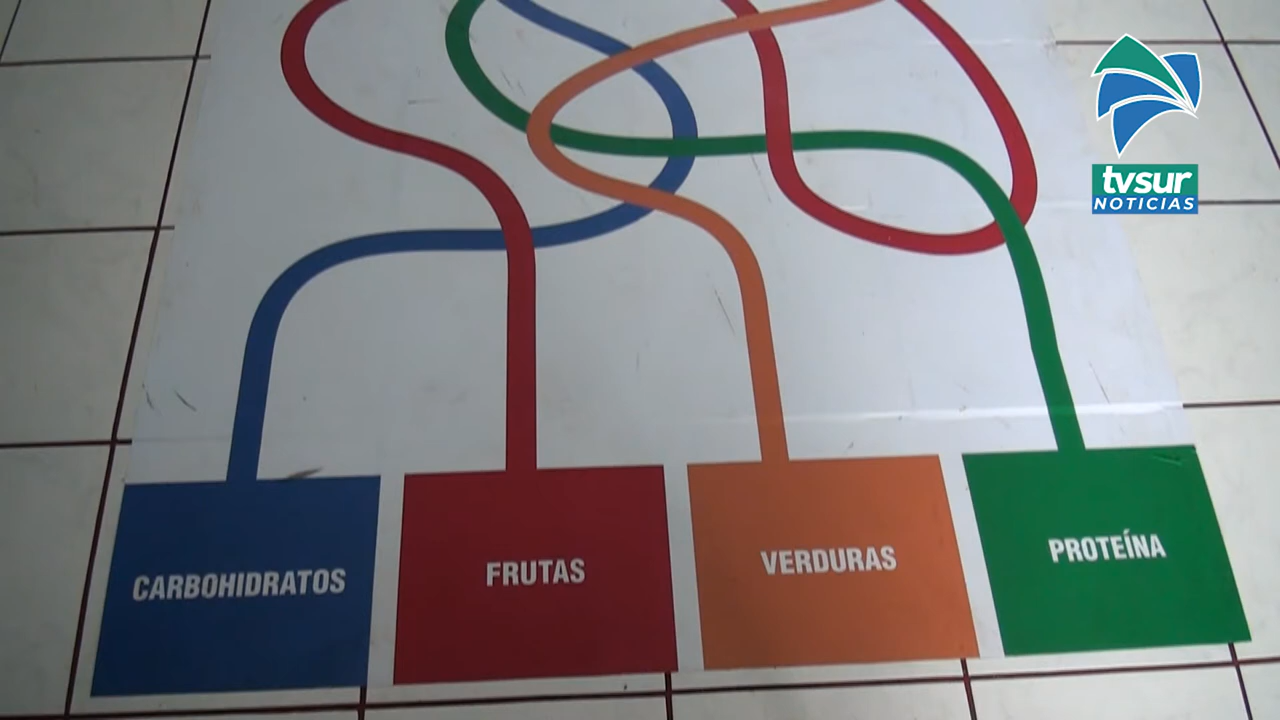 tvsur
NOTICIAS
CARBOHIDRATOS
FRUTAS
VERDURAS
PROTEÍNA